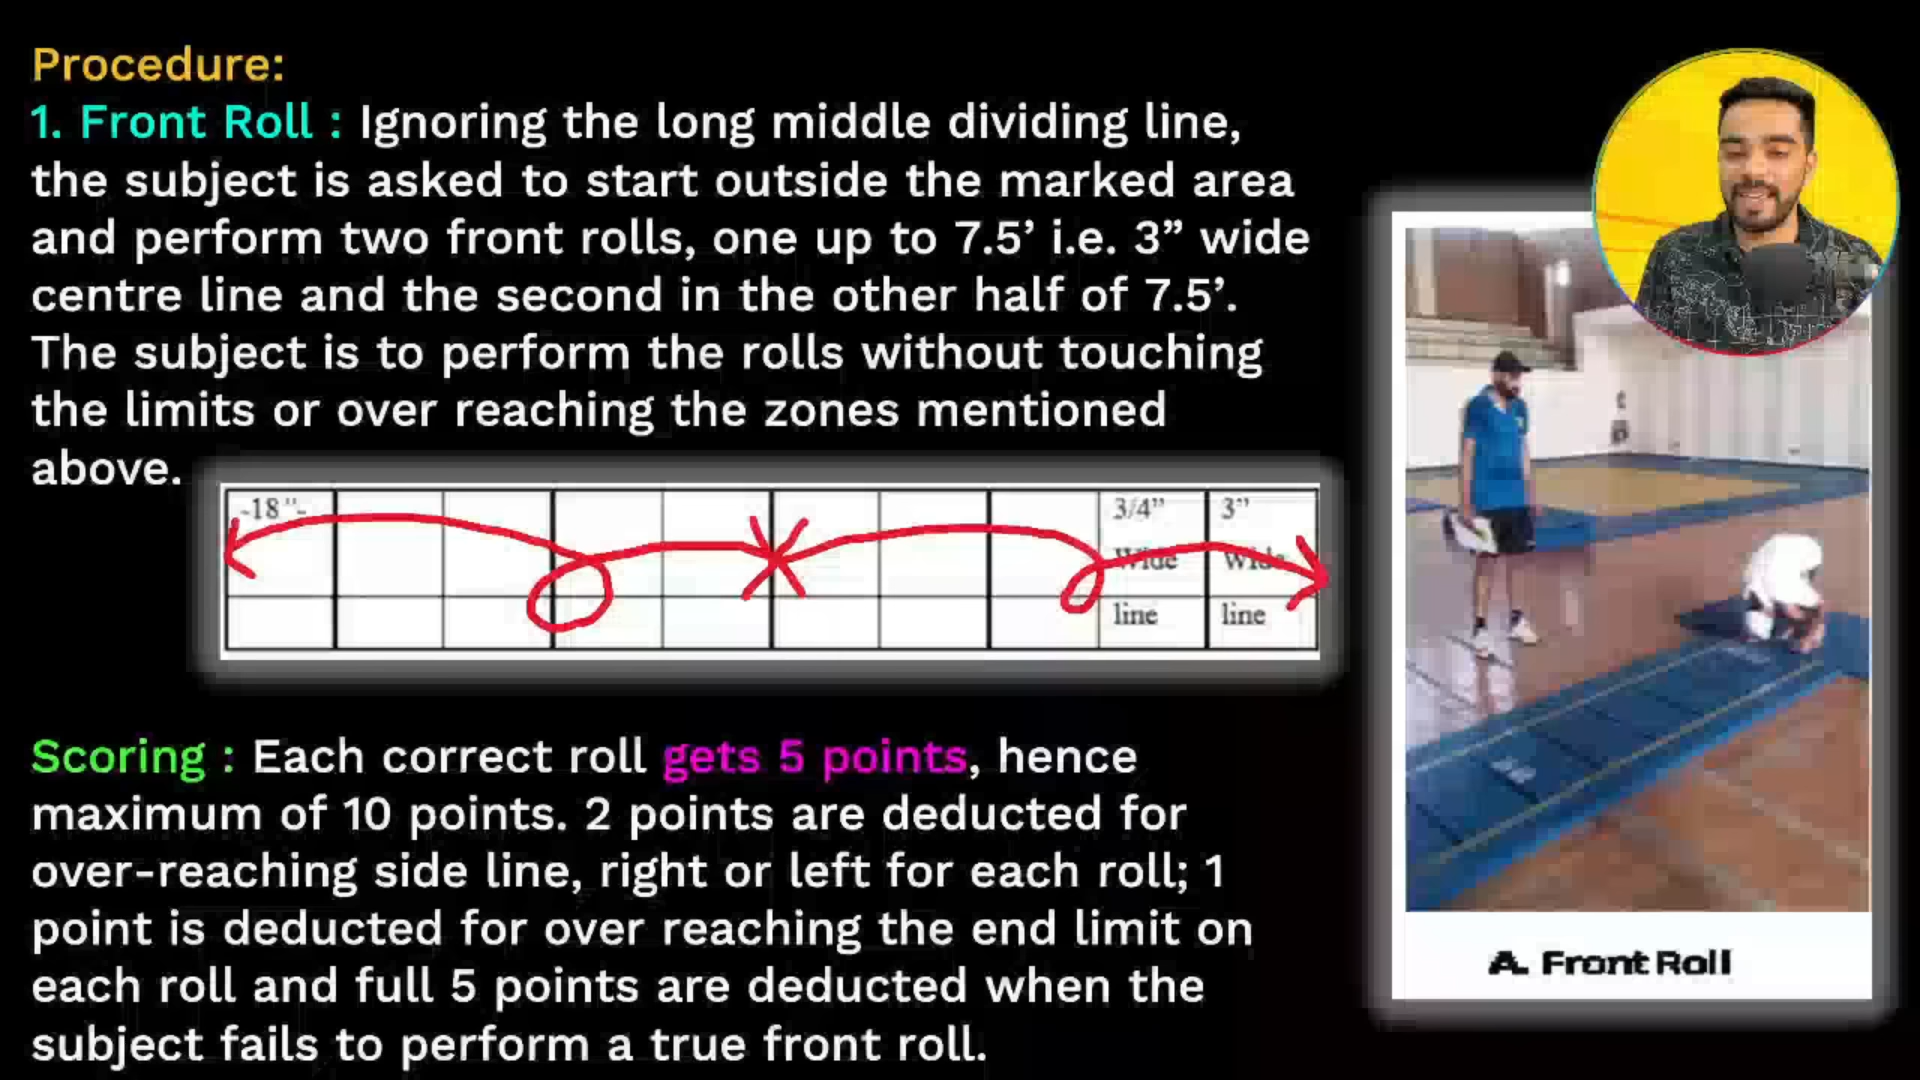 Procedure:
1. Front Roll : Ignoring the long middle dividing line,
the subject is asked to start outside the marked area
and perform two front rolls, one up to 7.5’ i.e. 3” wide
centre line and the second in the other half of 7.5’.
The subject is to perform the rolls without touching
the limits or over reaching the zones mentioned
above.
-18"-
3/4” 3”
Wide Wide
line line
Scoring : Each correct roll gets 5 points, hence
maximum of 10 points. 2 points are deducted for
over-reaching side line, right or left for each roll; 1
point is deducted for over reaching the end limit on
each roll and full 5 points are deducted when the
subject fails to perform a true front roll.
A. Front Roll